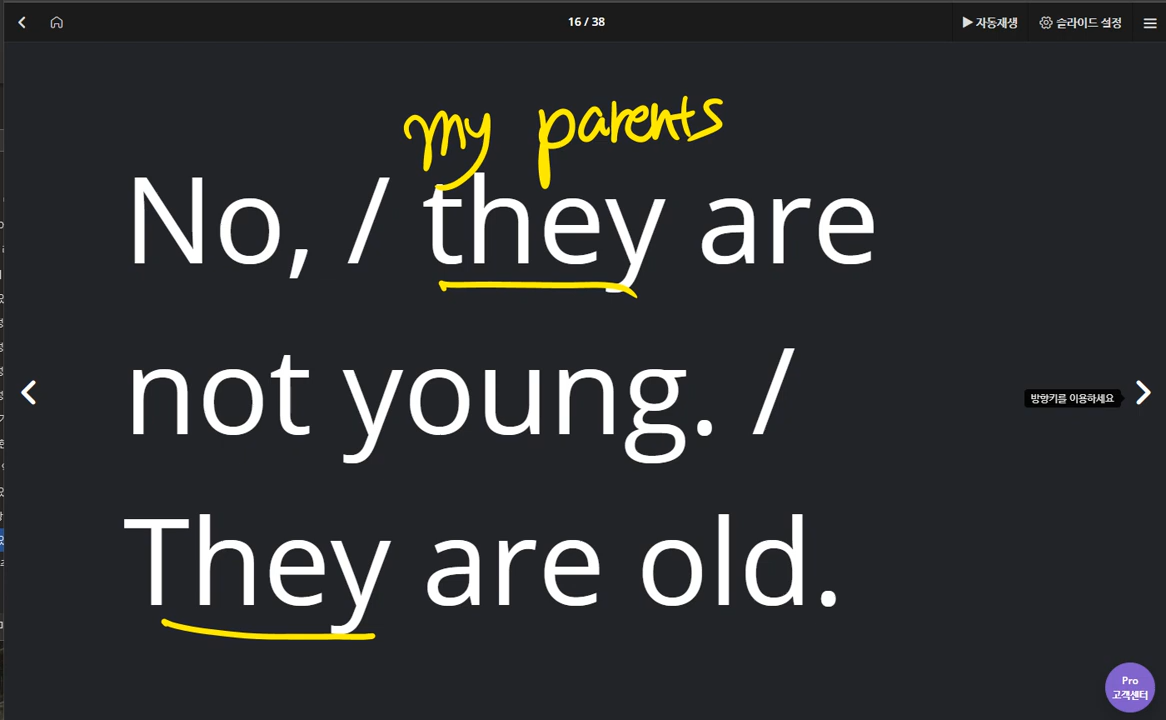 16 / 38
▶ 자동재생
슬라이드 설정
my parents
No, / they are
not young. /
방향키를 이용하세요
They are old.
Pro
고객센터